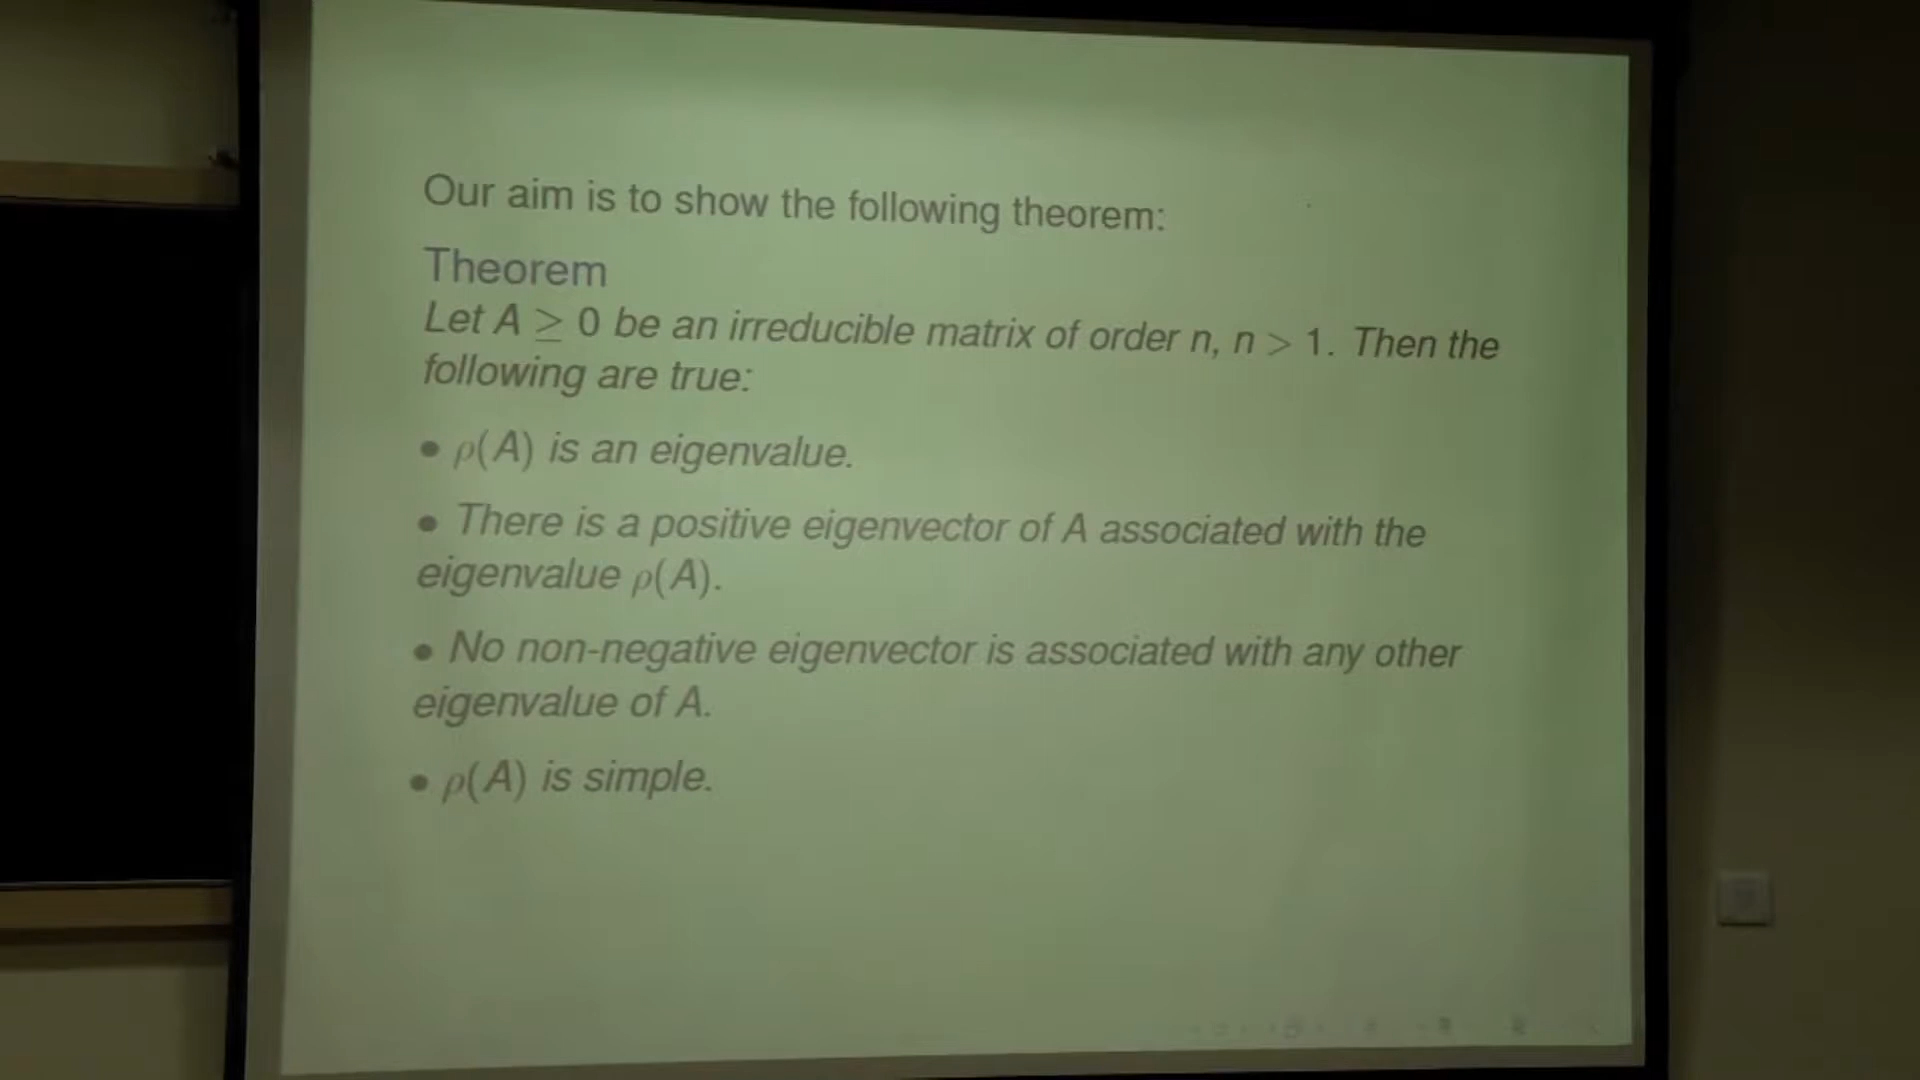 Our aim is to show the following theorem:
Theorem
Let A ≥ 0 be an irreducible matrix of order n, n > 1. Then the
following are true:
• ρ(A) is an eigenvalue.
• There is a positive eigenvector of A associated with the
eigenvalue ρ(A).
• No non-negative eigenvector is associated with any other
eigenvalue of A.
• ρ(A) is simple.